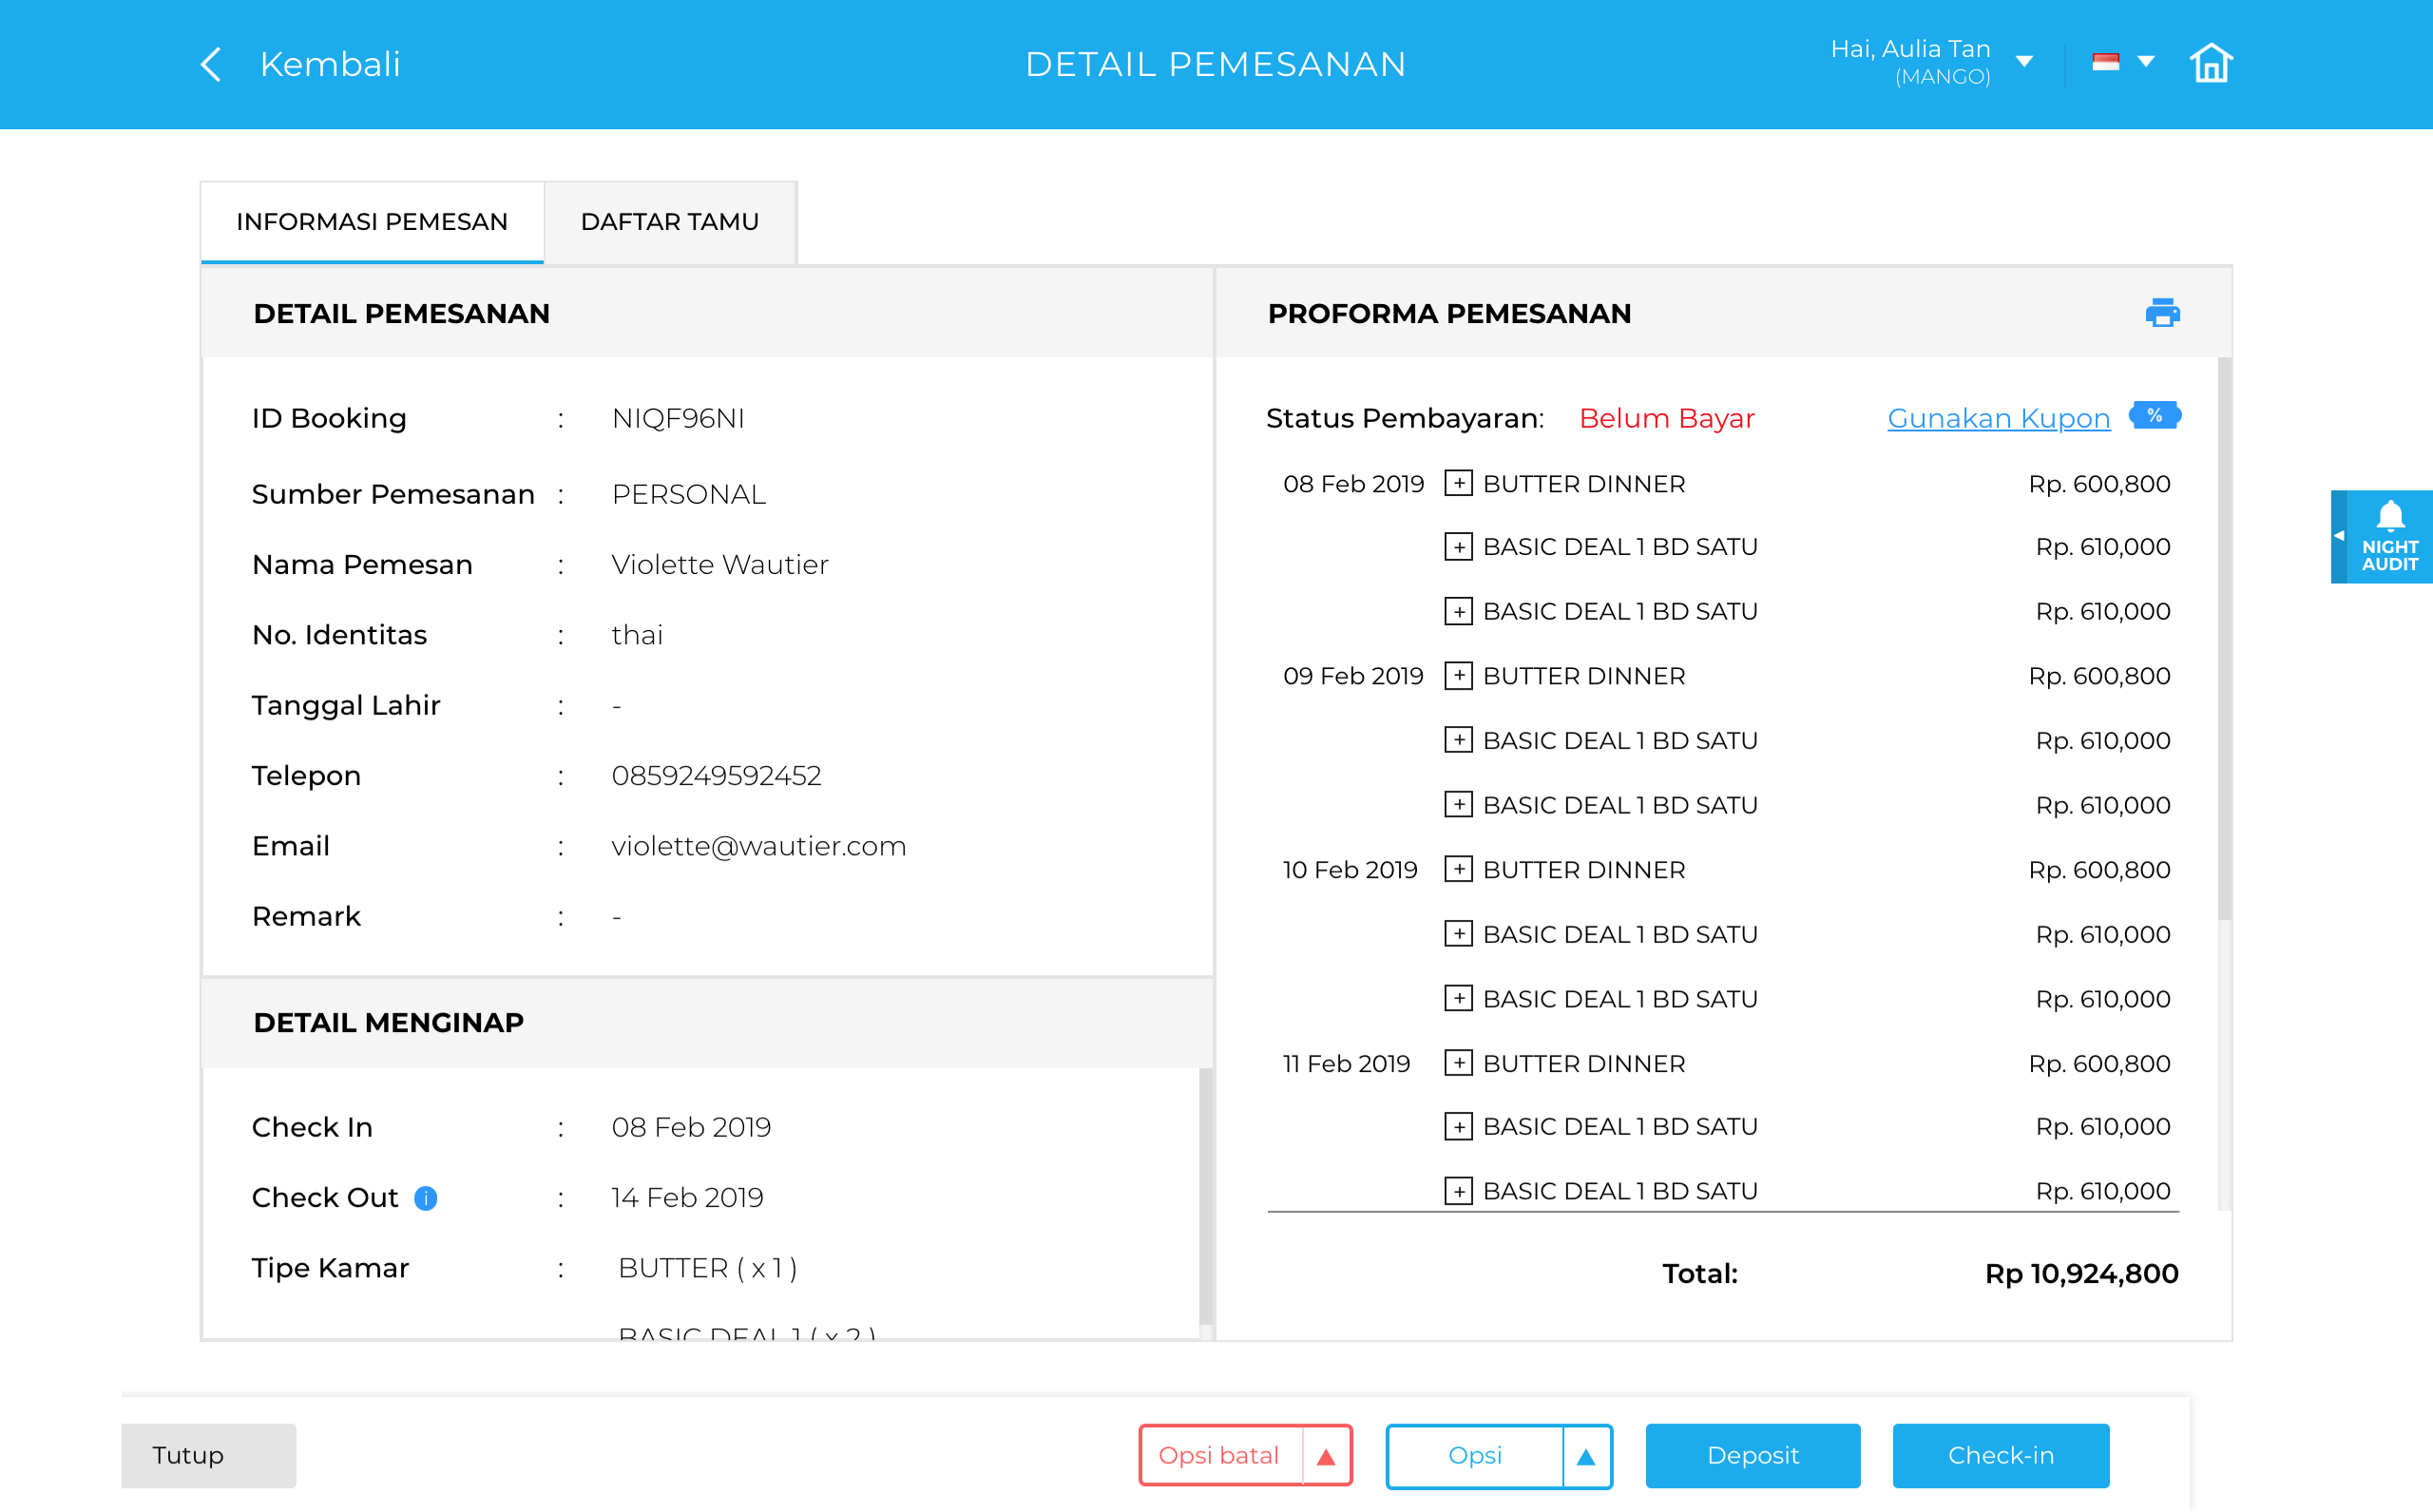 Kembali
DETAIL PEMESANAN
Hai, Aulia Tan
(MANGO)
INFORMASI PEMESAN
DAFTAR TAMU
DETAIL PEMESANAN
ID Booking : NIQF96NI
Sumber Pemesanan : PERSONAL
Nama Pemesan : Violette Wautier
No. Identitas : thai
Tanggal Lahir : -
Telepon : 0859249592452
Email : violette@wautier.com
Remark : -
DETAIL MENGINAP
Check In : 08 Feb 2019
Check Out i : 14 Feb 2019
Tipe Kamar : BUTTER ( x 1 )
BASIC DEAL 1 ( x 2 )
PROFORMA PEMESANAN
Status Pembayaran: Belum Bayar Gunakan Kupon %
08 Feb 2019 + BUTTER DINNER Rp. 600,800
+ BASIC DEAL 1 BD SATU Rp. 610,000
+ BASIC DEAL 1 BD SATU Rp. 610,000
09 Feb 2019 + BUTTER DINNER Rp. 600,800
+ BASIC DEAL 1 BD SATU Rp. 610,000
+ BASIC DEAL 1 BD SATU Rp. 610,000
10 Feb 2019 + BUTTER DINNER Rp. 600,800
+ BASIC DEAL 1 BD SATU Rp. 610,000
+ BASIC DEAL 1 BD SATU Rp. 610,000
11 Feb 2019 + BUTTER DINNER Rp. 600,800
+ BASIC DEAL 1 BD SATU Rp. 610,000
+ BASIC DEAL 1 BD SATU Rp. 610,000
Total: Rp 10,924,800
NIGHT
AUDIT
Tutup
Opsi batal
Opsi
Deposit
Check-in